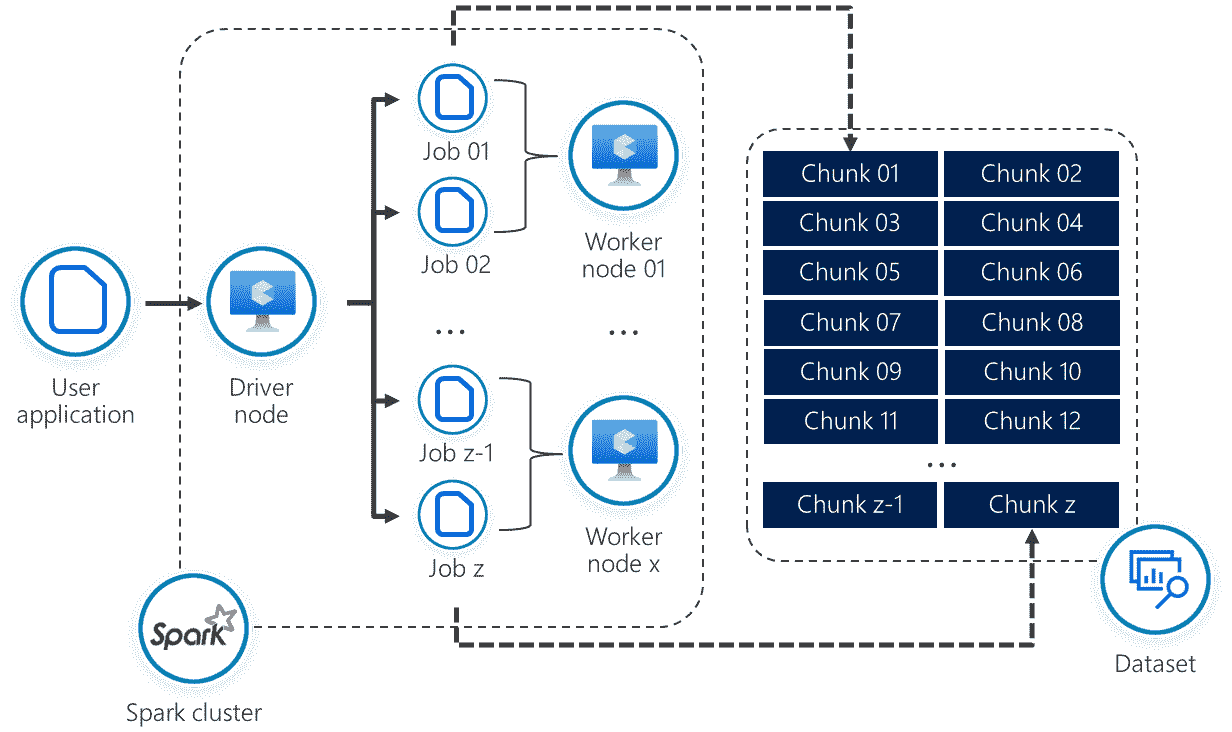 User
application
Driver
node
Job 01
Job 02
...
Job z-1
Job z
Worker
node 01
...
Worker
node x
Spark
Spark cluster
Chunk 01
Chunk 02
Chunk 03
Chunk 04
Chunk 05
Chunk 06
Chunk 07
Chunk 08
Chunk 09
Chunk 10
Chunk 11
Chunk 12
...
Chunk z-1
Chunk z
Dataset